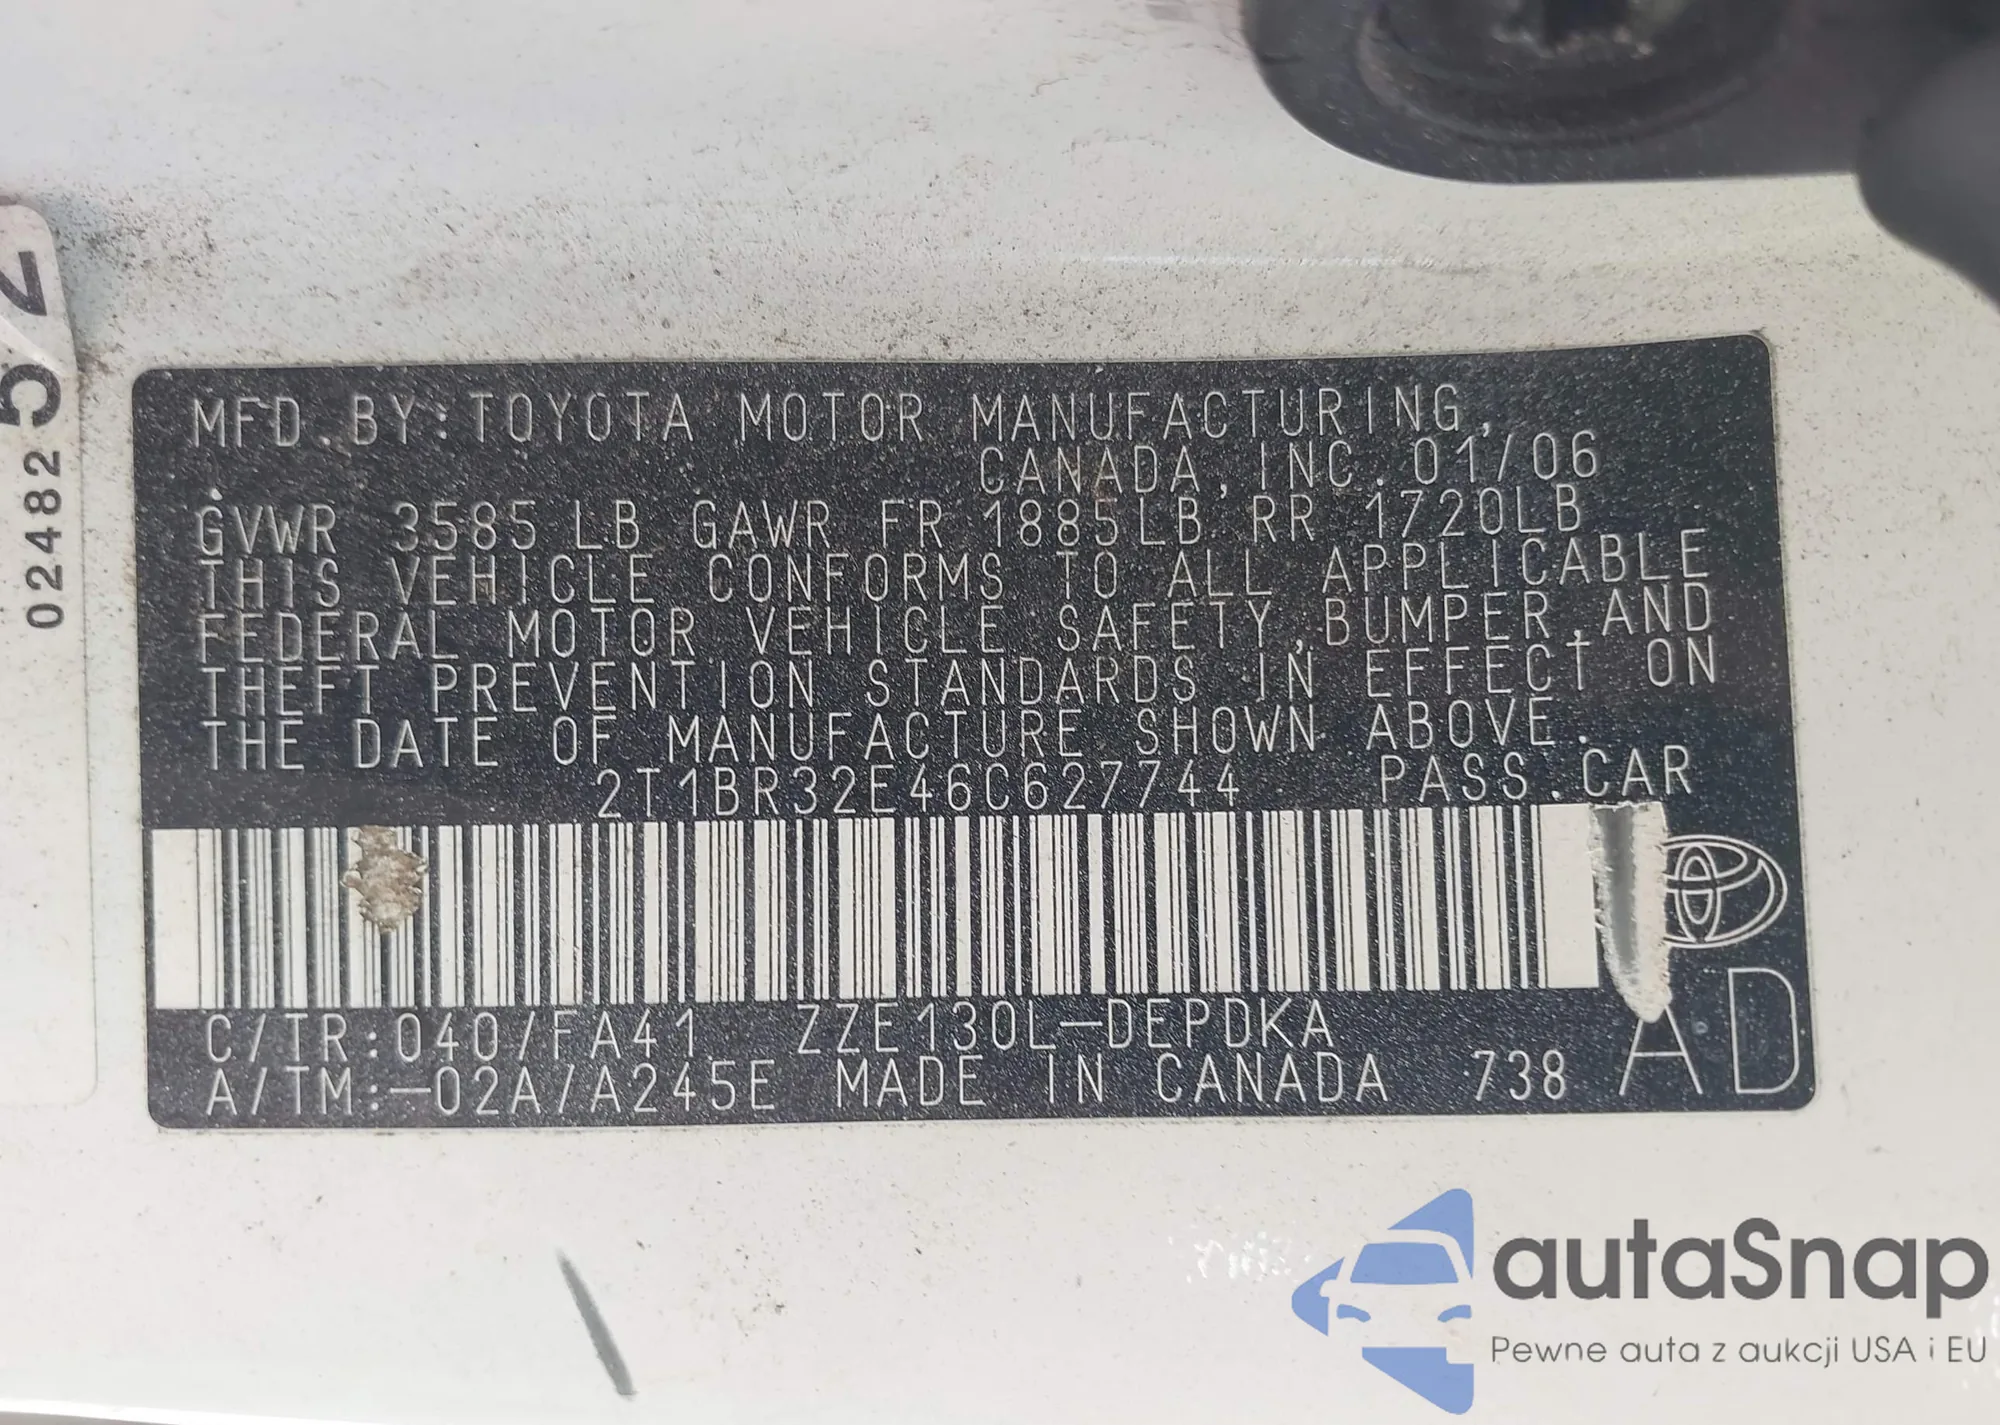 MFD.BY:TOYOTA MOTOR MANUFACTURING,
CANADA,INC.01/06
GVWR 3585LB GAWR FR 1885LB RR 1720LB
THIS VEHICLE CONFORMS TO ALL APPLICABLE
FEDERAL MOTOR VEHICLE SAFETY,BUMPER,AND
THEFT PREVENTION STANDARDS IN EFFECT ON
THE DATE OF MANUFACTURE SHOWN ABOVE.
2T1BR32E46C627744 PASS.CAR
C/TR:040/FA41 ZZE130L-DEPDKA
A/TM:-02A/A245E MADE IN CANADA 738 AD
02482 52
autaSnap
Pewne auta z aukcji USA i EU